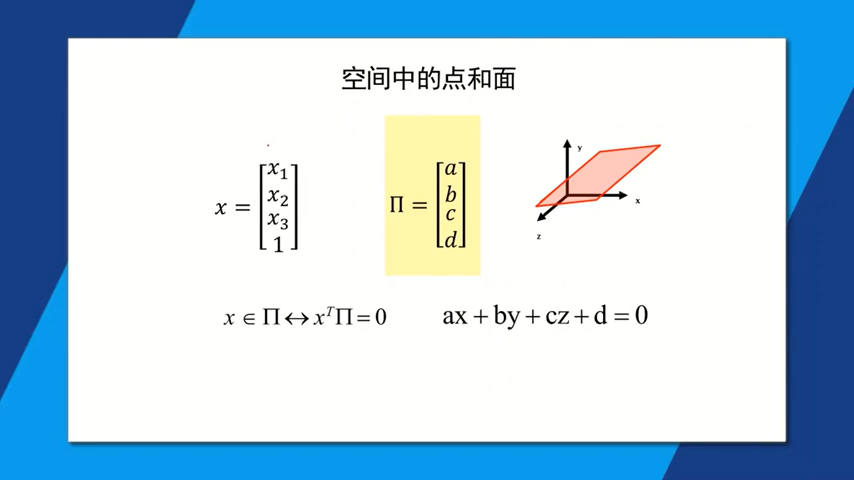 空间中的点和面
x = [x₁ x₂ x₃ 1]
Π = [a b c d]
y
x
z
x ∈ Π ↔ xᵀΠ = 0
ax + by + cz + d = 0